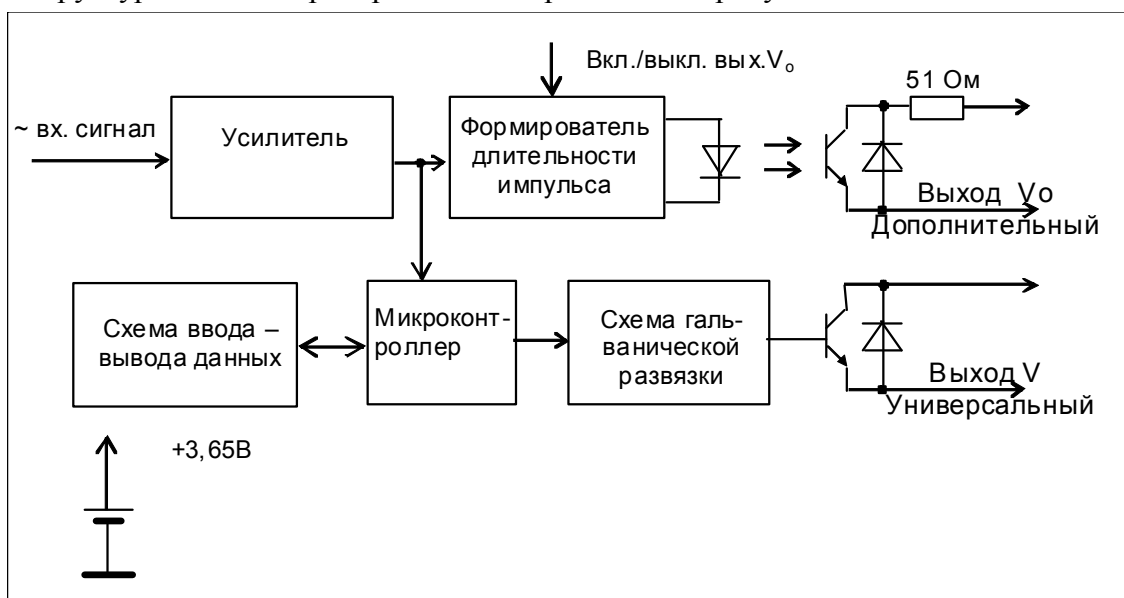 Вкл./выкл. вых.Vo
51 Ом
~ вх. сигнал
Усилитель
Формирователь
длительности
импульса
Выход Vo
Дополнительный
Схема ввода –
вывода данных
Микроконт-
роллер
Схема галь-
ванической
развязки
Выход V
Универсальный
+3,65В